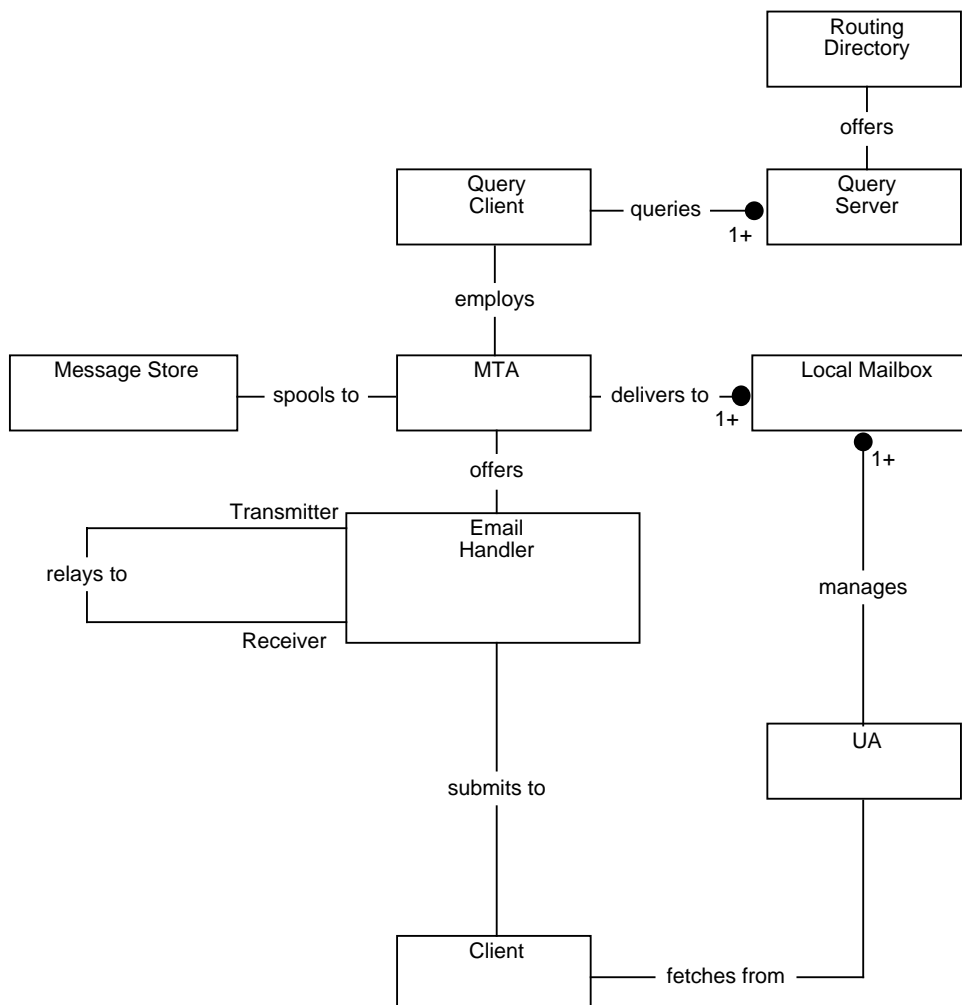 Routing
Directory
offers
Query
Client
queries
1+
Query
Server
employs
Message Store
spools to
MTA
delivers to
1+
Local Mailbox
1+
offers
Transmitter
Email
Handler
relays to
Receiver
manages
UA
submits to
Client
fetches from